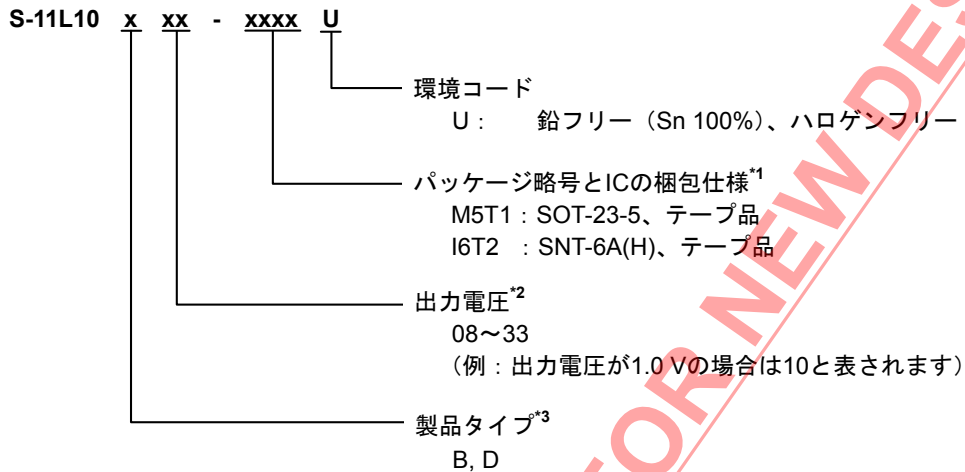 S-11L10 x xx - xxxx U
環境コード
U： 鉛フリー（Sn 100%）、ハロゲンフリー
パッケージ略号とICの梱包仕様*1
M5T1：SOT-23-5、テープ品
I6T2 ：SNT-6A(H)、テープ品
出力電圧*2
08～33
（例：出力電圧が1.0 Vの場合は10と表されます）
製品タイプ*3
B, D
FOR NEW DES